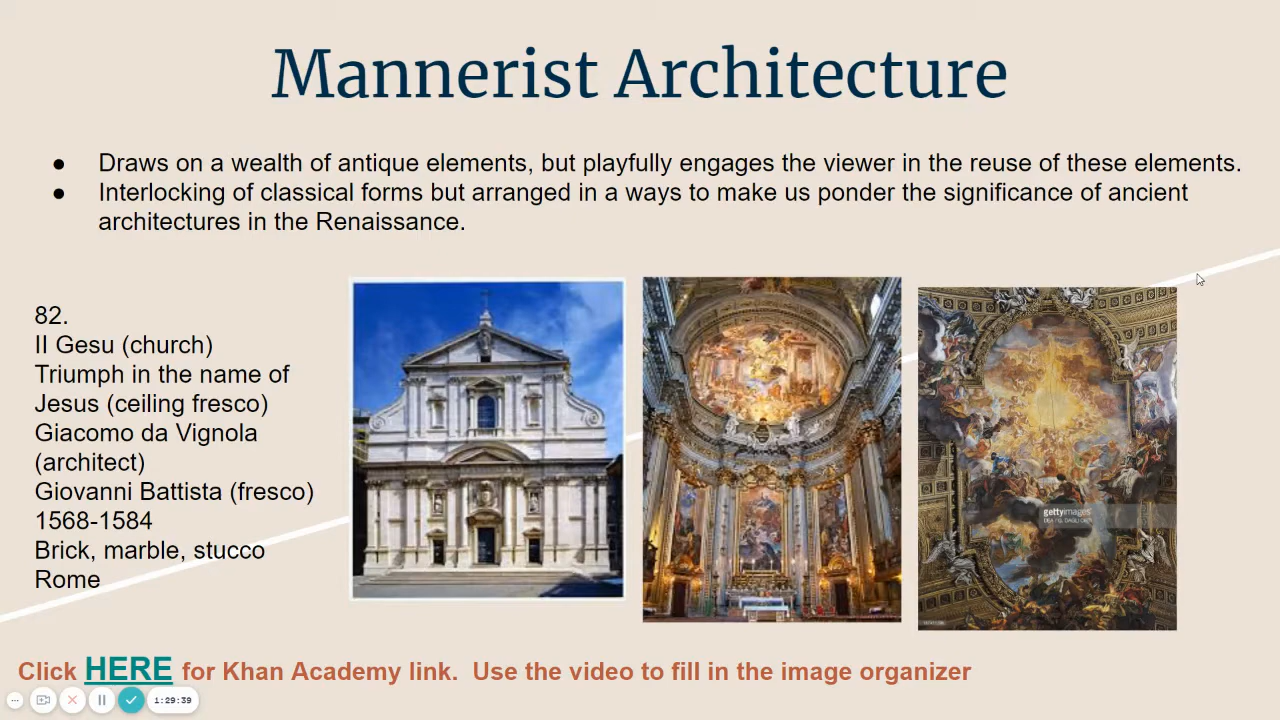 Mannerist Architecture
● Draws on a wealth of antique elements, but playfully engages the viewer in the reuse of these elements.
● Interlocking of classical forms but arranged in a ways to make us ponder the significance of ancient
architectures in the Renaissance.
82.
II Gesu (church)
Triumph in the name of
Jesus (ceiling fresco)
Giacomo da Vignola
(architect)
Giovanni Battista (fresco)
1568-1584
Brick, marble, stucco
Rome
gettyimages
Click HERE for Khan Academy link. Use the video to fill in the image organizer
1:29:39